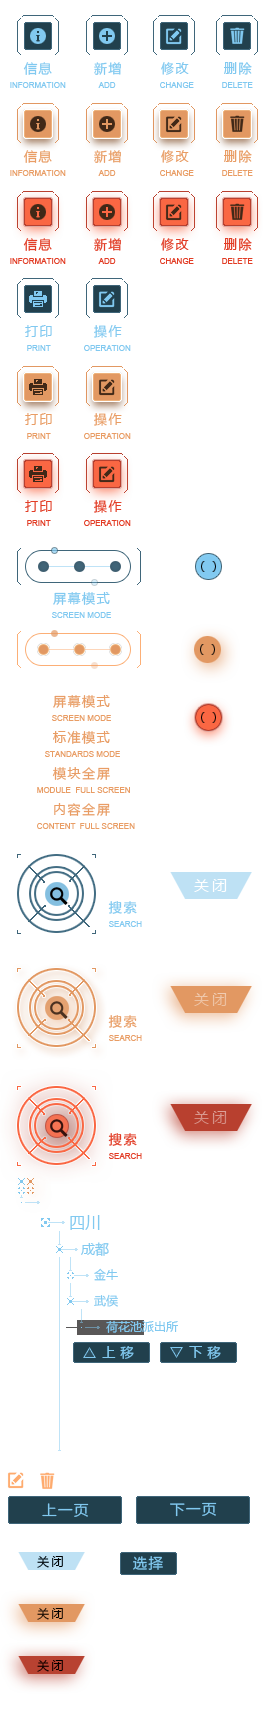 信息 新增 修改 删除
INFORMATION ADD CHANGE DELETE
信息 新增 修改 删除
INFORMATION ADD CHANGE DELETE
信息 新增 修改 删除
INFORMATION ADD CHANGE DELETE
打印 操作
PRINT OPERATION
打印 操作
PRINT OPERATION
打印 操作
PRINT OPERATION
( )
屏幕模式
SCREEN MODE
( )
屏幕模式
SCREEN MODE
( )
标准模式
STANDARDS MODE
模块全屏
MODULE FULL SCREEN
内容全屏
CONTENT FULL SCREEN
关闭
搜索
SEARCH
关闭
搜索
SEARCH
关闭
搜索
SEARCH
四川
成都
金牛
武侯
荷花池派出所
△上移 ▽下移
上一页 下一页
关闭 选择
关闭
关闭